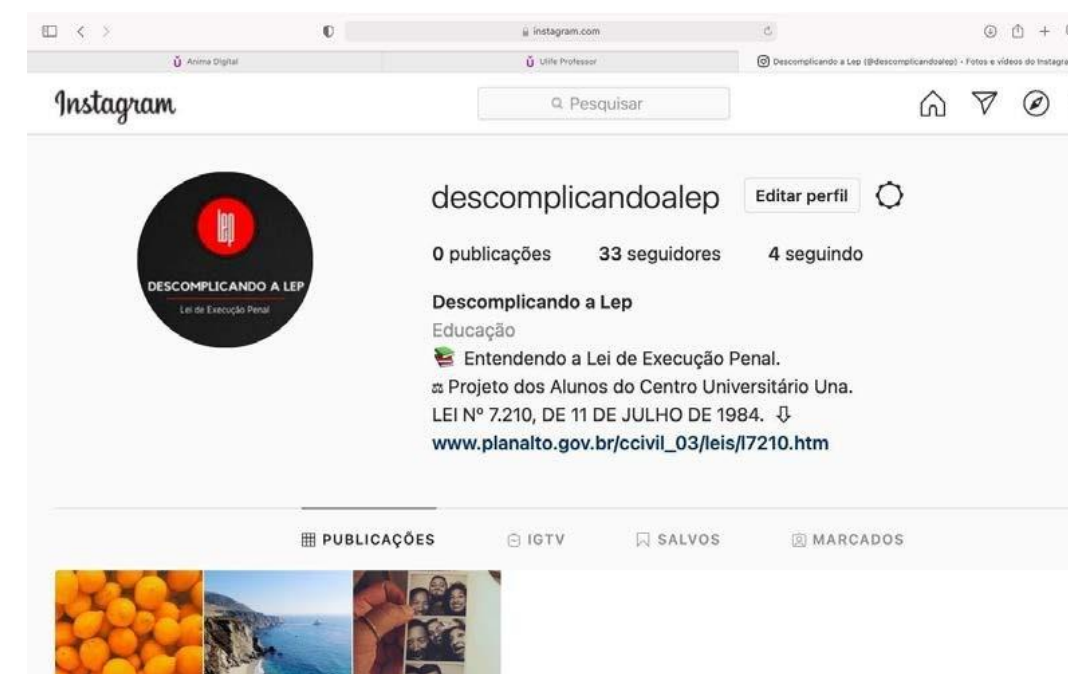 instagram.com
Anima Digital
Ulife Professor
Descomplicando a Lep (@descomplicandoalep) • Fotos e vídeos do Instagra
Instagram
Pesquisar
descomplicandoalep Editar perfil
0 publicações 33 seguidores 4 seguindo
lep
DESCOMPLICANDO A LEP
Lei de Execução Penal
Descomplicando a Lep
Educação
📚 Entendendo a Lei de Execução Penal.
⚖ Projeto dos Alunos do Centro Universitário Una.
LEI Nº 7.210, DE 11 DE JULHO DE 1984. ⇩
www.planalto.gov.br/ccivil_03/leis/l7210.htm
PUBLICAÇÕES IGTV SALVOS MARCADOS